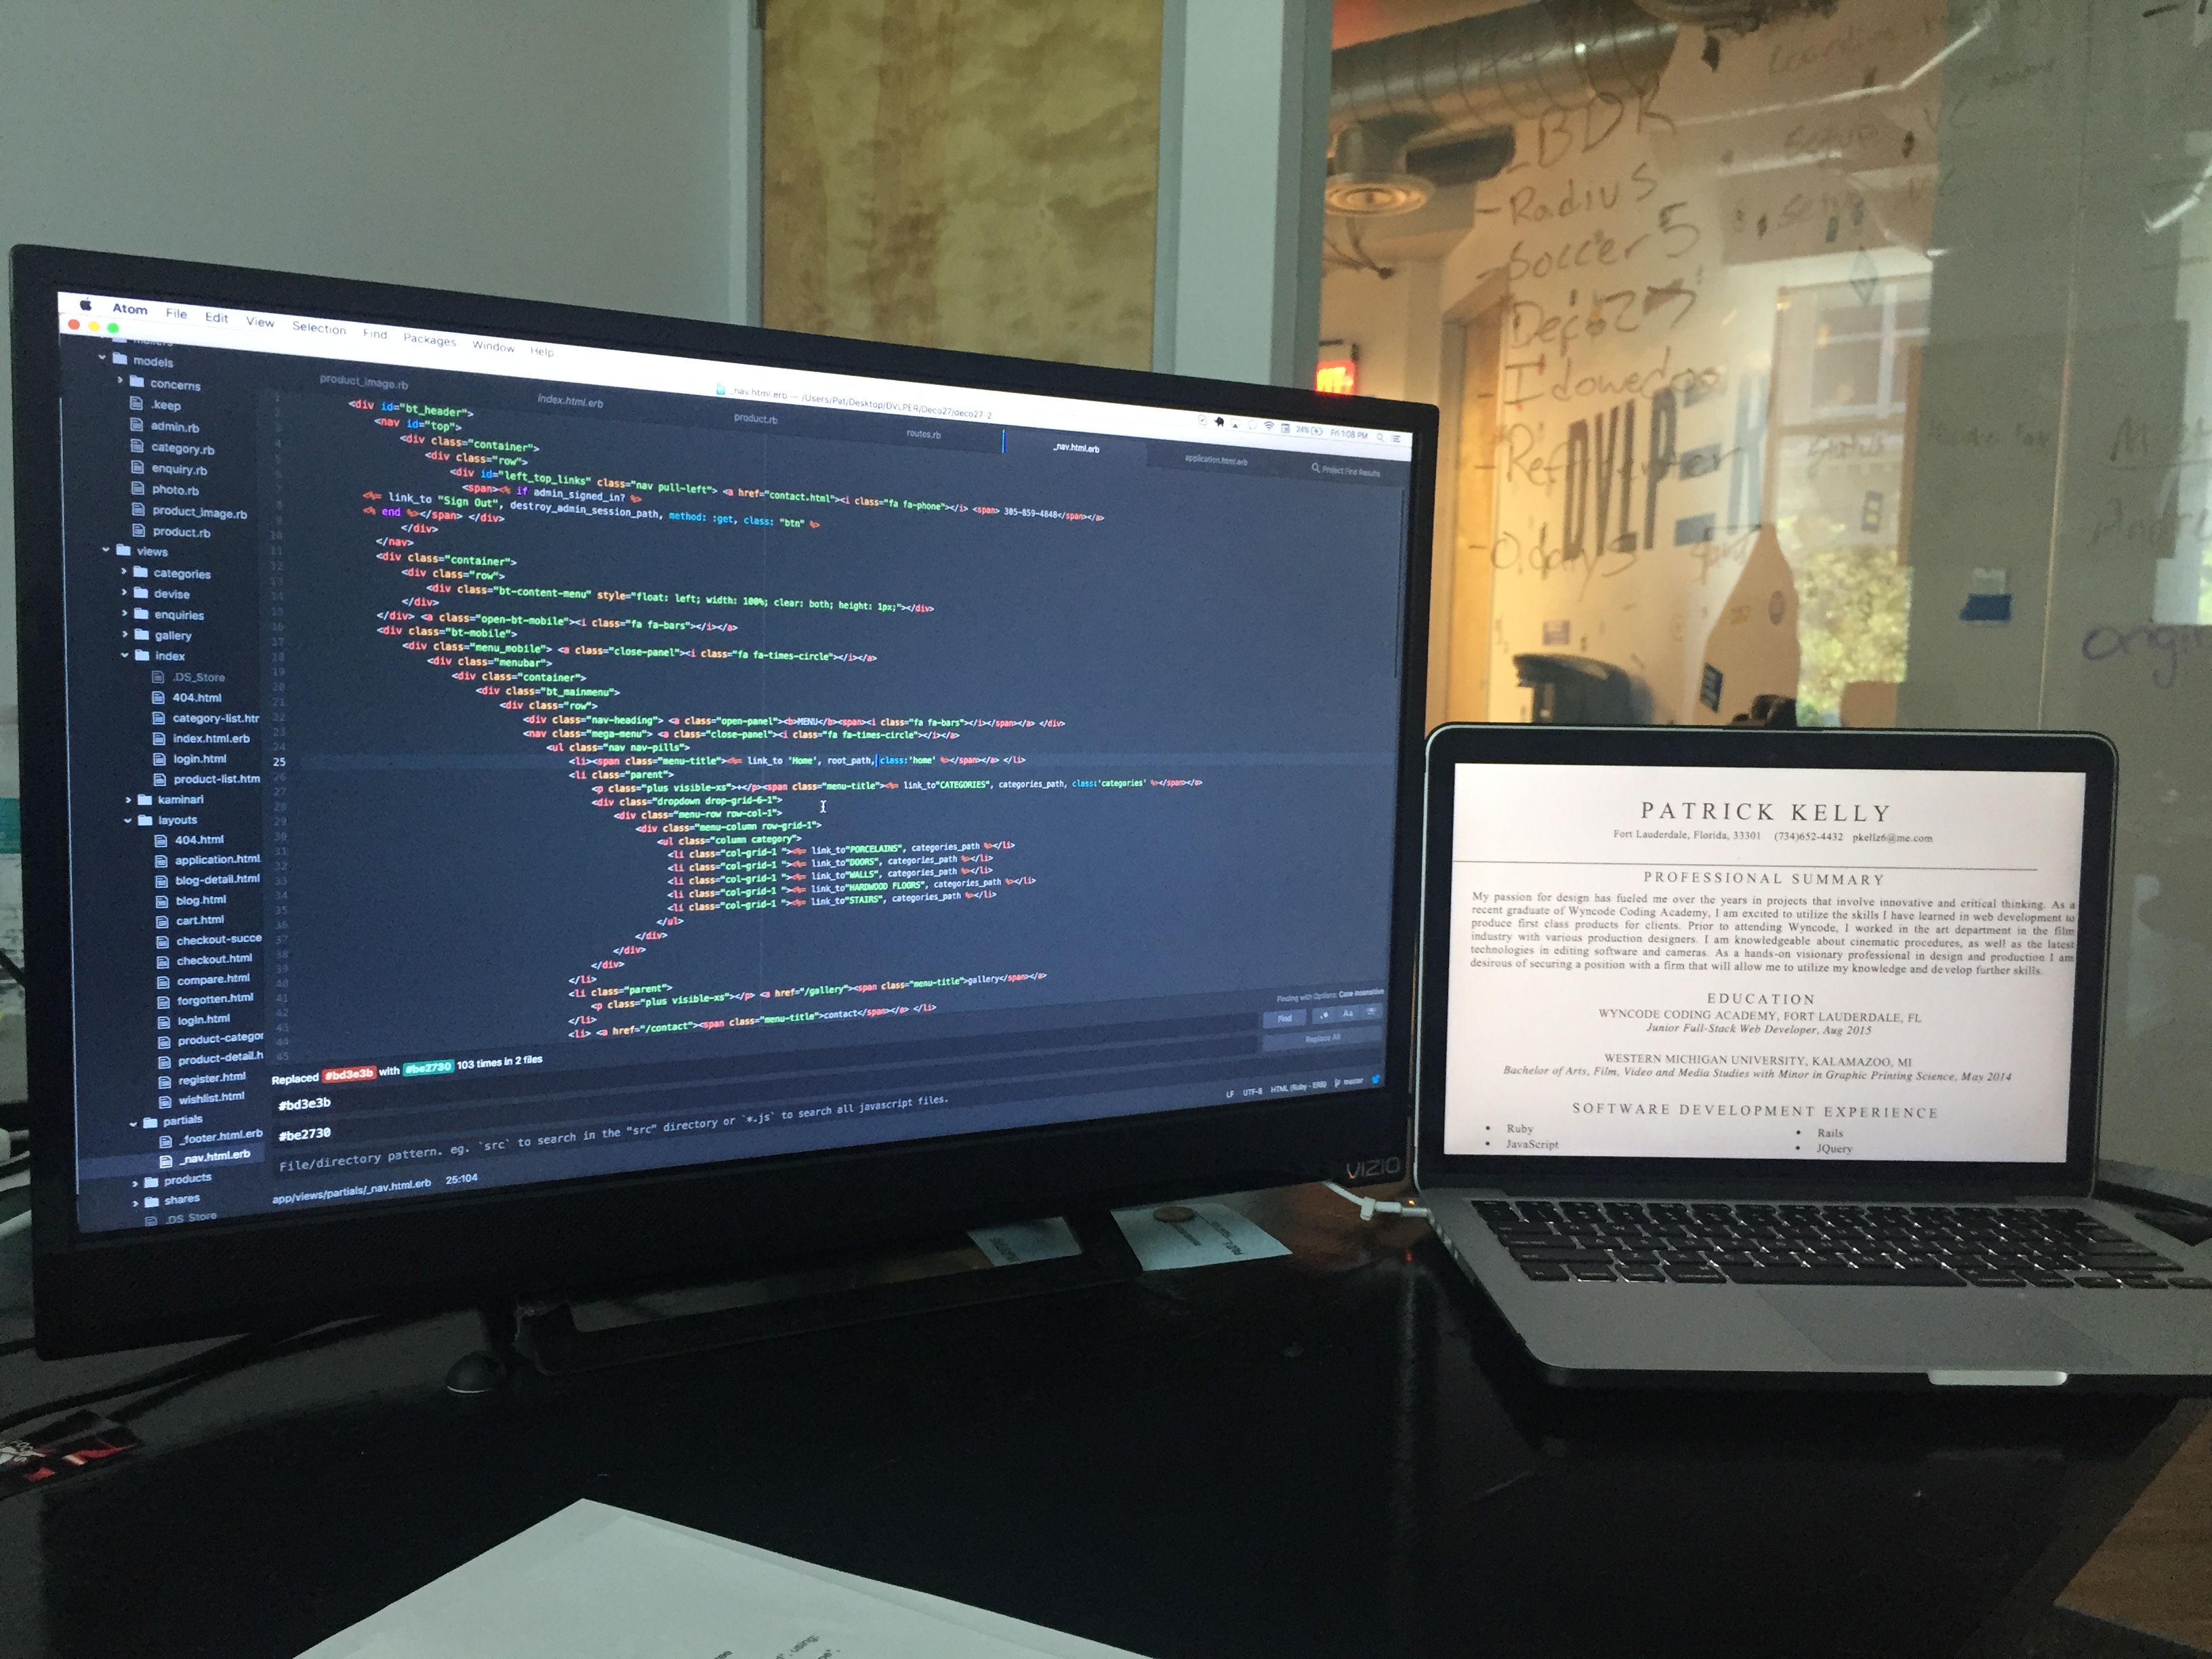 Atom File Edit View Selection Find Packages Window Help
_nav.html.erb — /Users/Pat/Desktop/DVLPER/Deco27/deco27-2
24% Fri 1:08 PM
product_image.rb
index.html.erb
product.rb
routes.rb
_nav.html.erb
application.html.erb
Project Find Results
models
concerns
.keep
admin.rb
category.rb
enquiry.rb
photo.rb
product_image.rb
product.rb
views
categories
devise
enquiries
gallery
index
.DS_Store
404.html
category-list.htr
index.html.erb
login.html
product-list.htm
kaminari
layouts
404.html
application.html
blog-detail.html
blog.html
cart.html
checkout-succe
checkout.html
compare.html
forgotten.html
login.html
product-categor
product-detail.h
register.html
wishlist.html
partials
_footer.html.erb
_nav.html.erb
products
shares
.DS_Store
<div id="bt_header">
<nav id="top">
<div class="container">
<div class="row">
<div id="left_top_links" class="nav pull-left"> <a href="contact.html"><i class="fa fa-phone"></i> <span> 305-859-4848</span></a>
<span><% if admin_signed_in? %>
<%= link_to "Sign Out", destroy_admin_session_path, method: :get, class: "btn" %>
<% end %></span> </div>
</div>
</nav>
<div class="container">
<div class="row">
<div class="bt-content-menu" style="float: left; width: 100%; clear: both; height: 1px;"></div>
</div>
</div> <a class="open-bt-mobile"><i class="fa fa-bars"></i></a>
<div class="bt-mobile">
<div class="menu_mobile"> <a class="close-panel"><i class="fa fa-times-circle"></i></a>
<div class="menubar">
<div class="container">
<div class="bt_mainmenu">
<div class="row">
<div class="nav-heading"> <a class="open-panel"><b>MENU</b><span><i class="fa fa-bars"></i></span></a> </div>
<nav class="mega-menu"> <a class="close-panel"><i class="fa fa-times-circle"></i></a>
<ul class="nav nav-pills">
25 <li><span class="menu-title"><%= link_to 'Home', root_path, class:'home' %></span></a> </li>
<li class="parent">
<p class="plus visible-xs">+</p><span class="menu-title"><%= link_to"CATEGORIES", categories_path, class:'categories' %></span></a>
<div class="dropdown drop-grid-6-1">
<div class="menu-row row-col-1">
<div class="menu-column row-grid-1">
<ul class="column category">
<li class="col-grid-1 "><%= link_to"PORCELAINS", categories_path %></li>
<li class="col-grid-1 "><%= link_to"DOORS", categories_path %></li>
<li class="col-grid-1 "><%= link_to"WALLS", categories_path %></li>
<li class="col-grid-1 "><%= link_to"HARDWOOD FLOORS", categories_path %></li>
<li class="col-grid-1 "><%= link_to"STAIRS", categories_path %></li>
</ul>
</div>
</div>
</div>
</li>
<li class="parent">
<p class="plus visible-xs"></p> <a href="/gallery"><span class="menu-title">gallery</span></a>
</li>
<li> <a href="/contact"><span class="menu-title">contact</span></a> </li>
Replaced #bd3e3b with #be2730 103 times in 2 files
Finding with Options: Case Insensitive
#bd3e3b
Find
Aa
#be2730
Replace All
File/directory pattern. eg. `src` to search in the "src" directory or `*.js` to search all javascript files.
app/views/partials/_nav.html.erb 25:104
LF UTF-8 HTML (Ruby - ERB) master
VIZIO
- BDR
- Radius
- Soccer 5
Deco27
- Refi
DVLP
PATRICK KELLY
Fort Lauderdale, Florida, 33301 (734)652-4432 pkellz6@me.com
PROFESSIONAL SUMMARY
My passion for design has fueled me over the years in projects that involve innovative and critical thinking. As a
recent graduate of Wyncode Coding Academy, I am excited to utilize the skills I have learned in web development to
produce first class products for clients. Prior to attending Wyncode, I worked in the art department in the film
industry with various production designers. I am knowledgeable about cinematic procedures, as well as the latest
technologies in editing software and cameras. As a hands-on visionary professional in design and production I am
desirous of securing a position with a firm that will allow me to utilize my knowledge and develop further skills.
EDUCATION
WYNCODE CODING ACADEMY, FORT LAUDERDALE, FL
Junior Full-Stack Web Developer, Aug 2015
WESTERN MICHIGAN UNIVERSITY, KALAMAZOO, MI
Bachelor of Arts, Film, Video and Media Studies with Minor in Graphic Printing Science, May 2014
SOFTWARE DEVELOPMENT EXPERIENCE
• Ruby
• JavaScript
• Rails
• JQuery